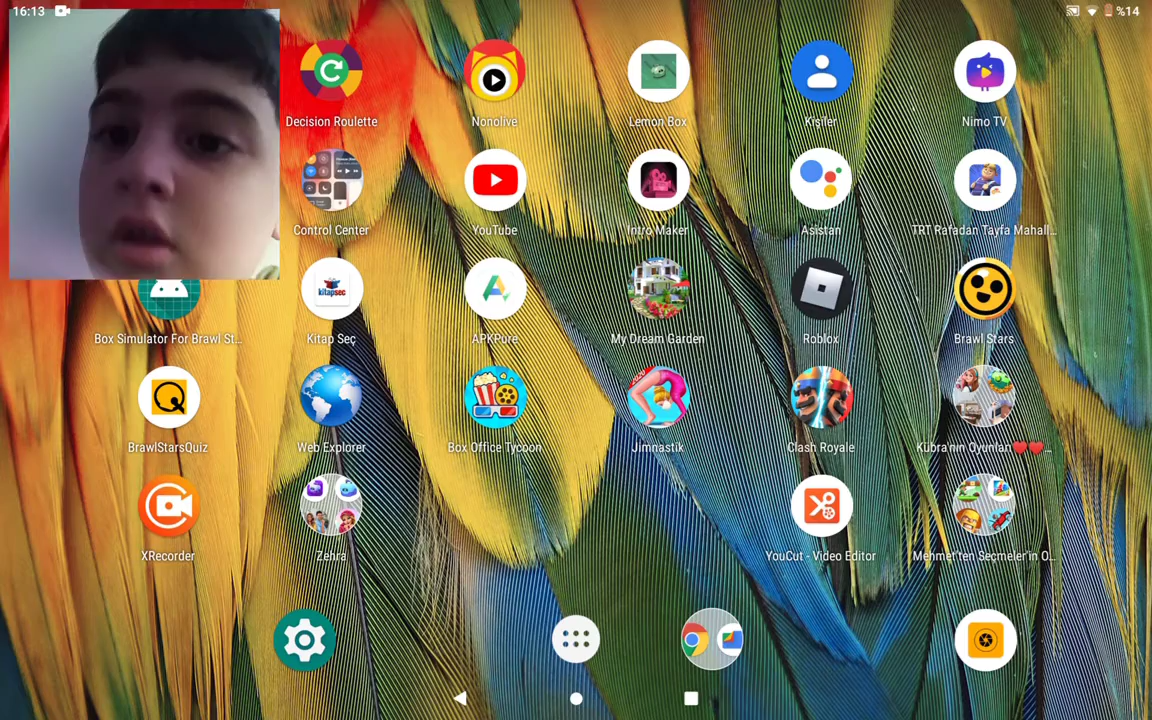 16:13
%14
Decision Roulette
Nonolive
Lemon Box
Kişiler
Nimo TV
Control Center
YouTube
Intro Maker
Asistan
TRT Rafadan Tayfa Mahall...
kitapseç
Box Simulator For Brawl St...
Kitap Seç
APKPure
My Dream Garden
Roblox
Brawl Stars
BrawlStarsQuiz
Web Explorer
Box Office Tycoon
Jimnastik
Clash Royale
Kübra'nın Oyunları❤️❤️...
XRecorder
Zehra
YouCut - Video Editor
Mehmet'ten Seçmeler'in O...